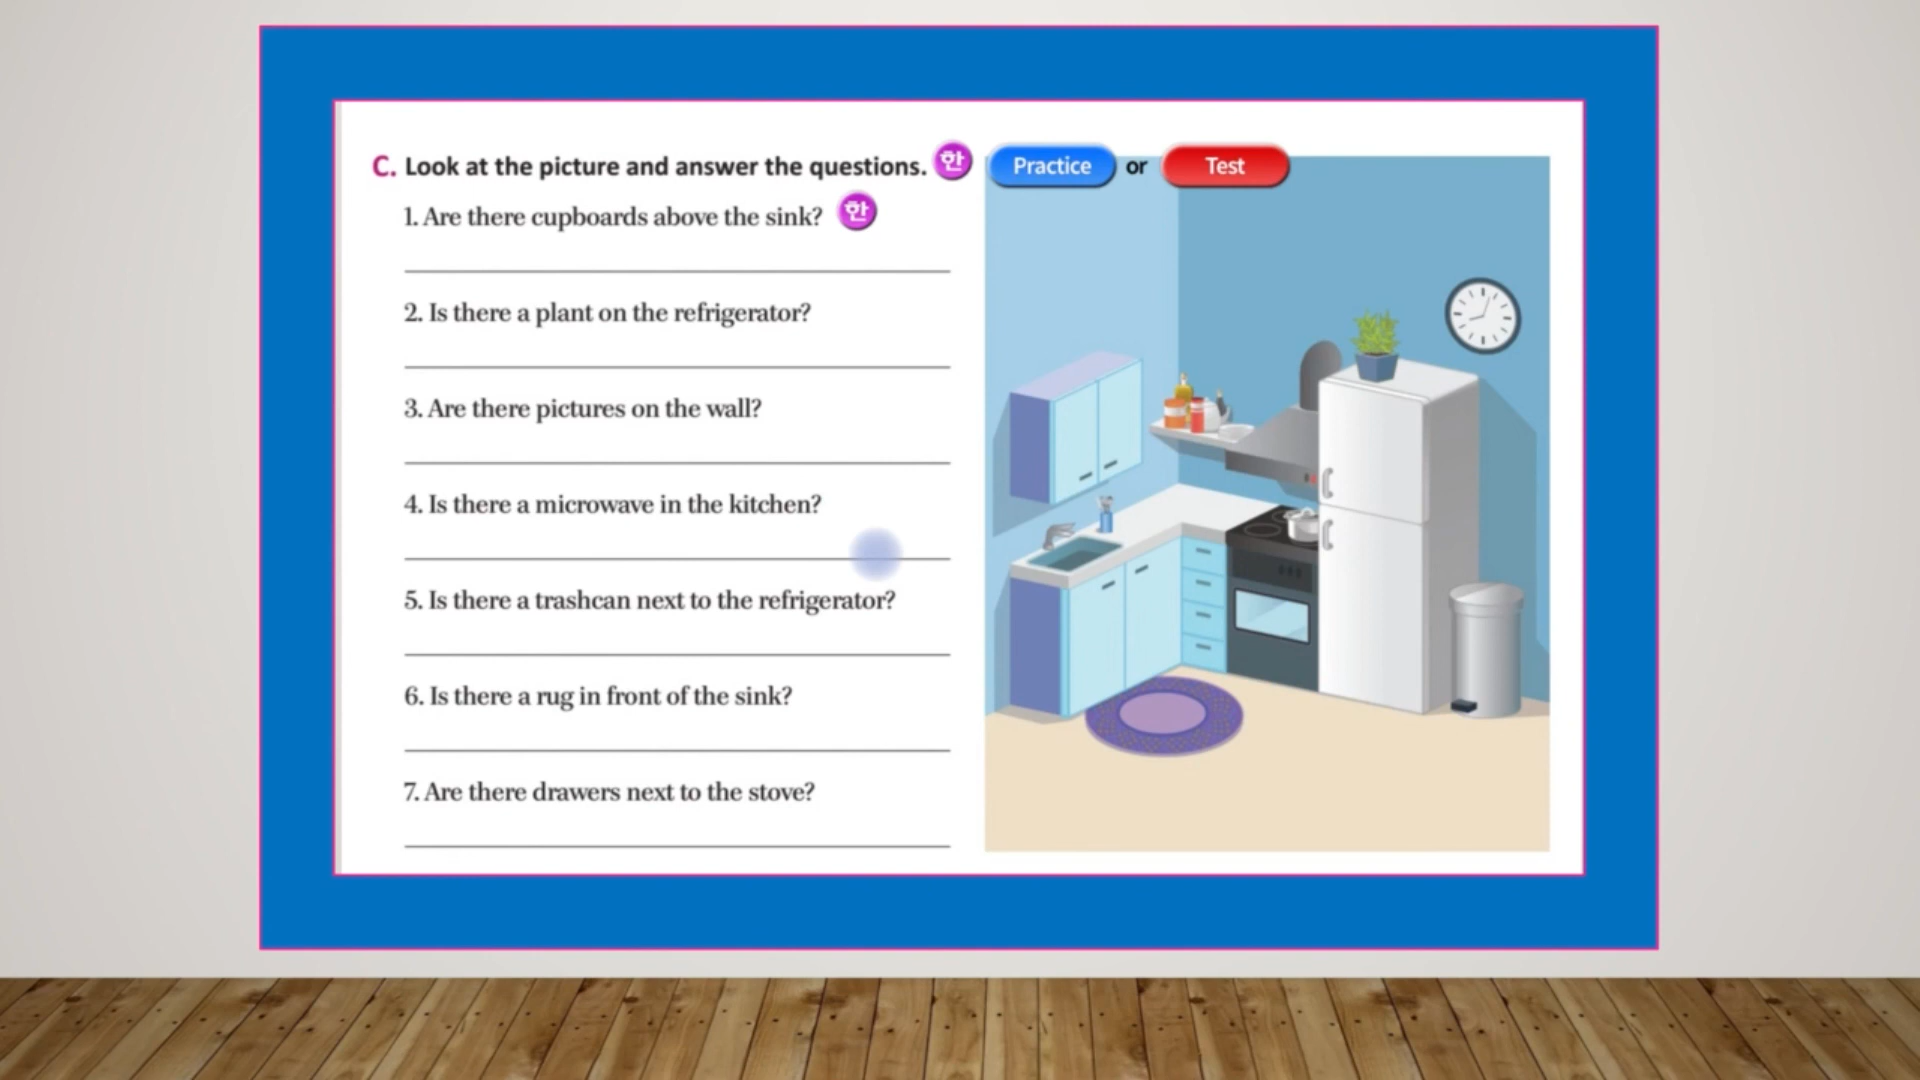 C. Look at the picture and answer the questions. 한 Practice or Test
1. Are there cupboards above the sink? 한
2. Is there a plant on the refrigerator?
3. Are there pictures on the wall?
4. Is there a microwave in the kitchen?
5. Is there a trashcan next to the refrigerator?
6. Is there a rug in front of the sink?
7. Are there drawers next to the stove?